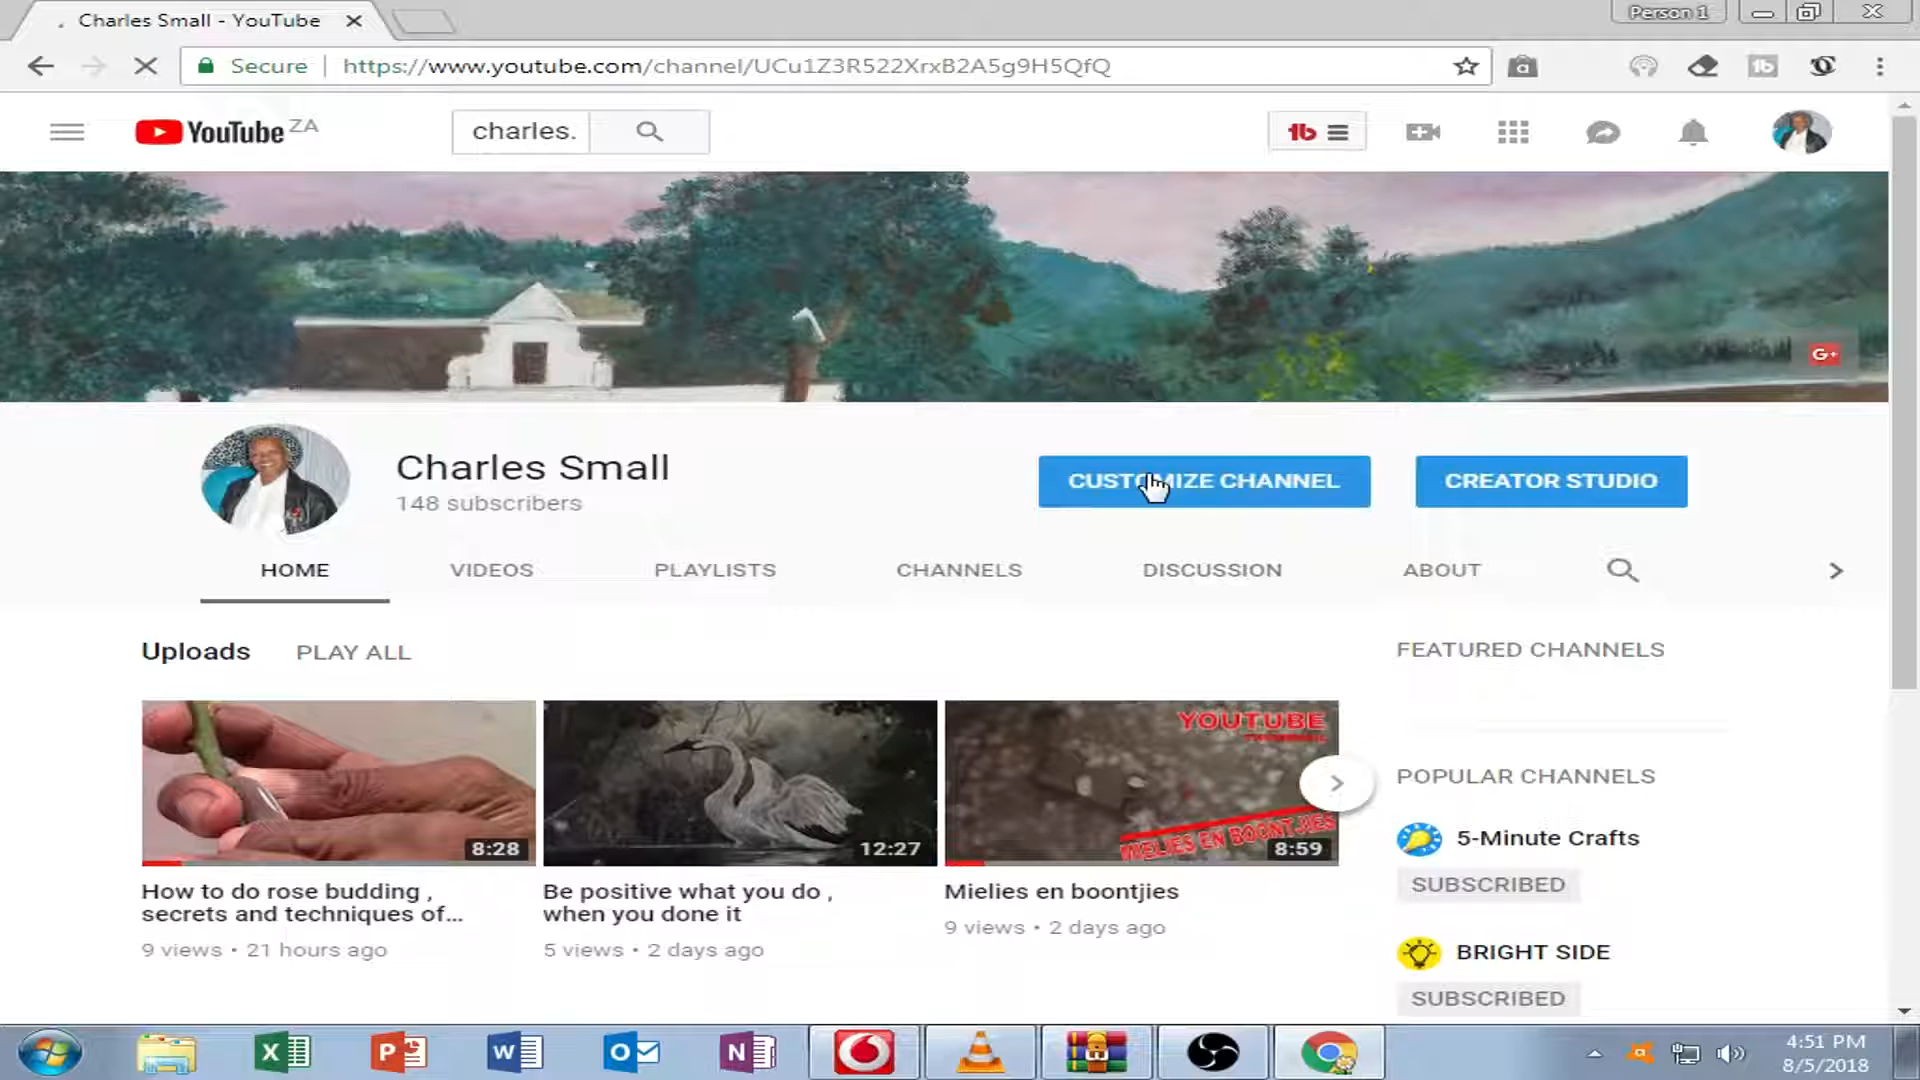 Charles Small - YouTube
Person 1
Secure
https://www.youtube.com/channel/UCu1Z3R522XrxB2A5g9H5QfQ
YouTube ZA
charles.
G+
Charles Small
148 subscribers
CUSTOMIZE CHANNEL
CREATOR STUDIO
HOME
VIDEOS
PLAYLISTS
CHANNELS
DISCUSSION
ABOUT
Uploads
PLAY ALL
8:28
How to do rose budding ,
secrets and techniques of...
9 views • 21 hours ago
12:27
Be positive what you do ,
when you done it
5 views • 2 days ago
YOUTUBE
MIELIES EN BOONTJIES
8:59
Mielies en boontjies
9 views • 2 days ago
FEATURED CHANNELS
POPULAR CHANNELS
5-Minute Crafts
SUBSCRIBED
BRIGHT SIDE
SUBSCRIBED
4:51 PM
8/5/2018